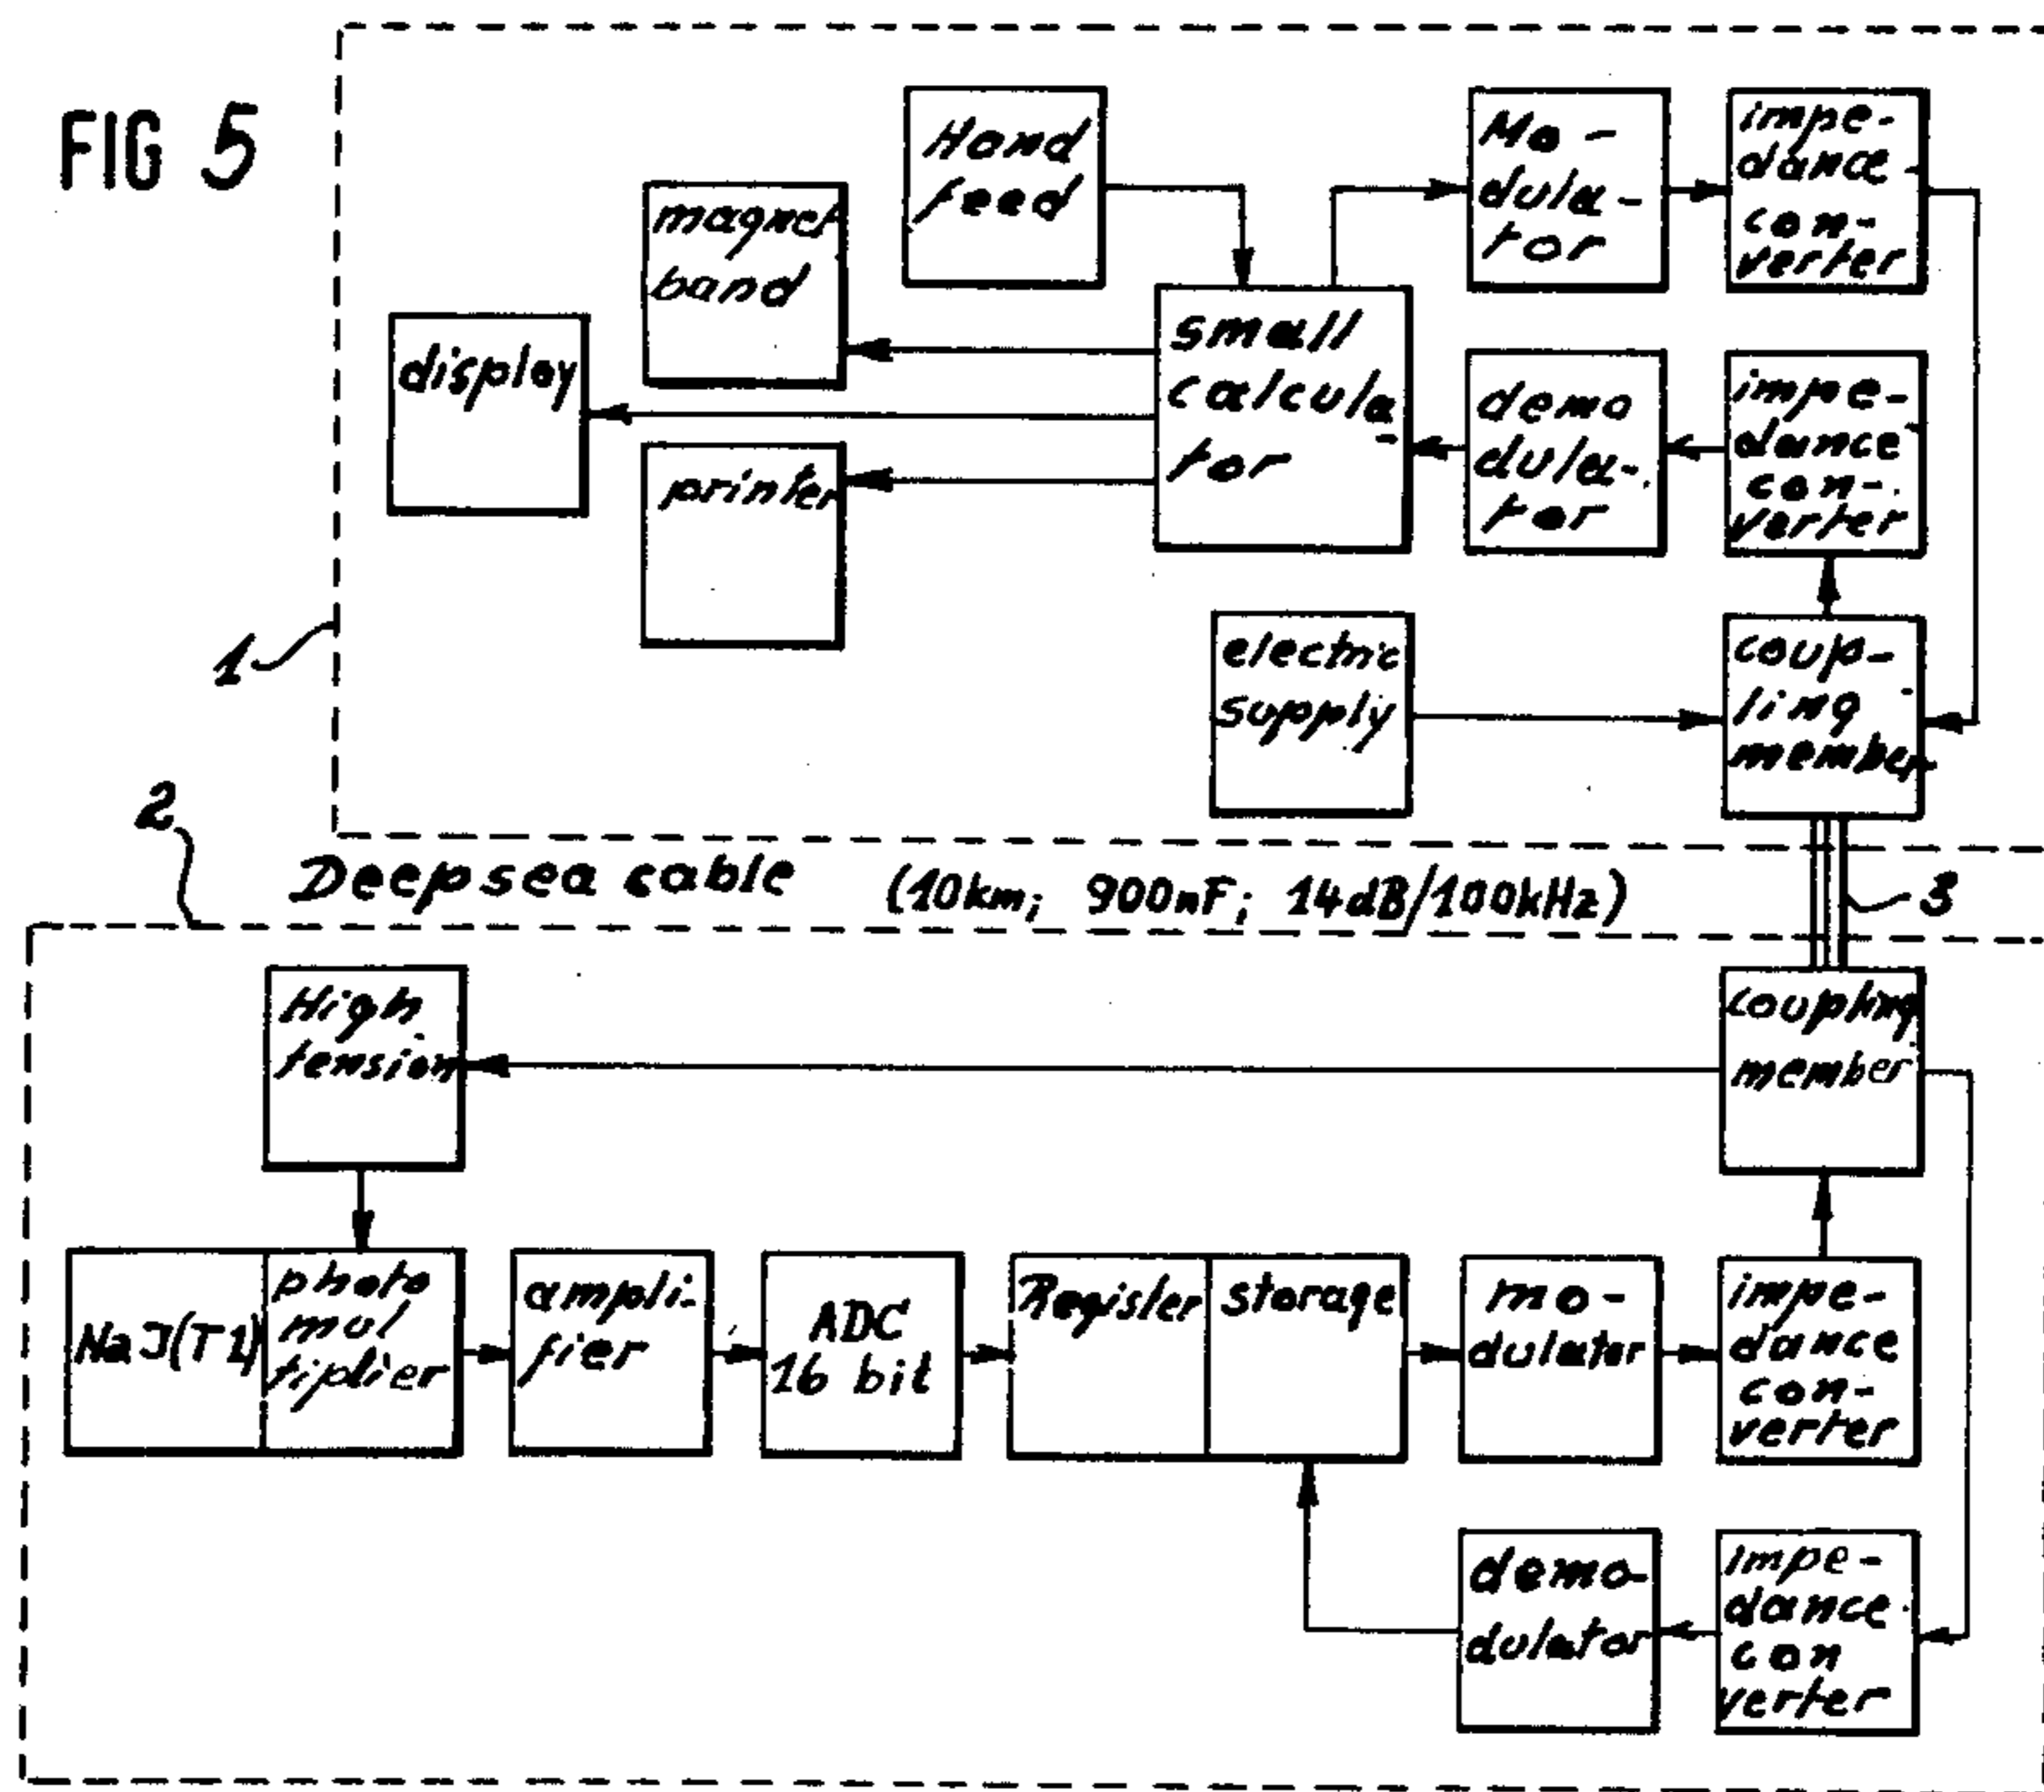 FIG 5
Hand
feed
Mo-
dula-
tor
impe-
dance
con-
verter
magnet
band
display
printer
small
calcula-
tor
demo
dula-
tor
impe-
dance
con-
verter
electric
supply
coup-
ling
member
1
2
Deepsea cable (10km; 900nF; 14dB/100kHz)
3
High
tension
coupling
member
NaJ(Tl)
photo
mul
tiplier
ampli-
fier
ADC
16 bit
Register
storage
mo-
dulator
impe-
dance
con-
verter
demo-
dulator
impe-
dance
con
verter